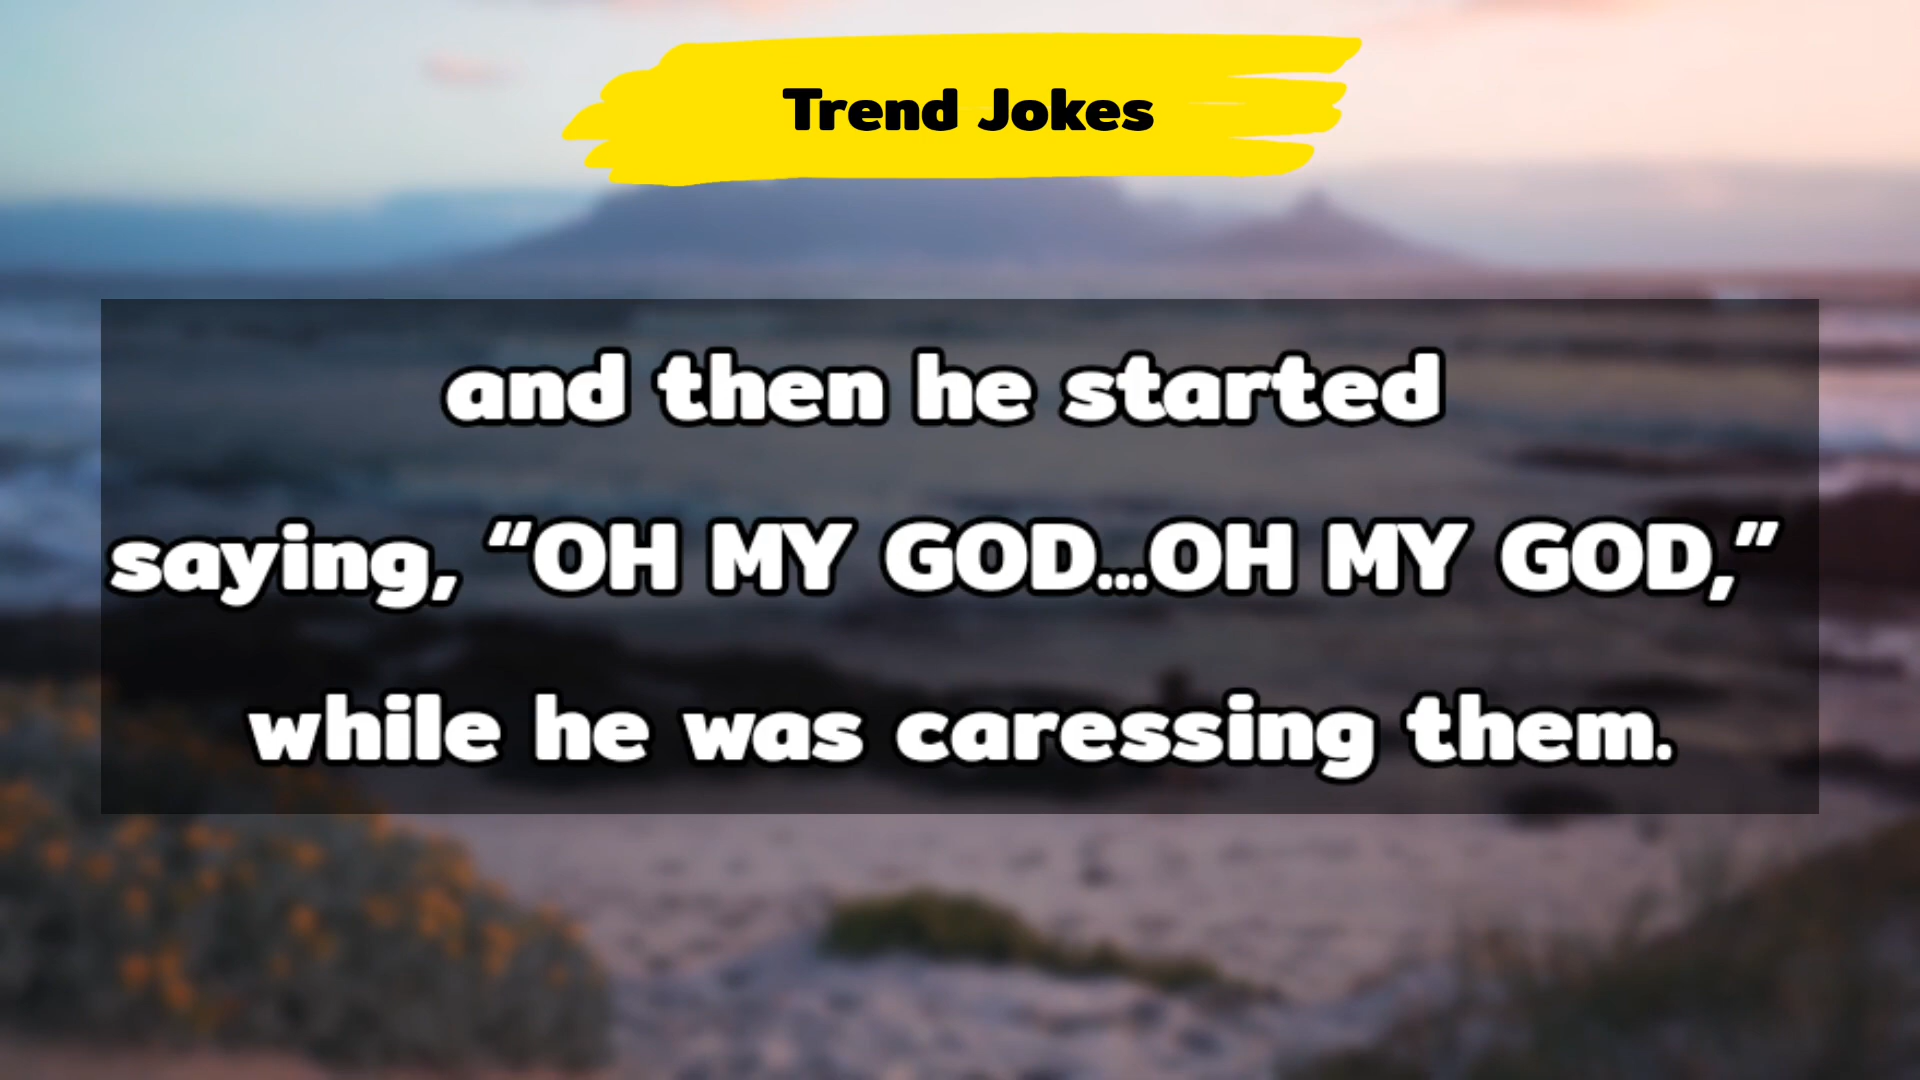 Trend Jokes
and then he started
saying, “OH MY GOD...OH MY GOD,”
while he was caressing them.